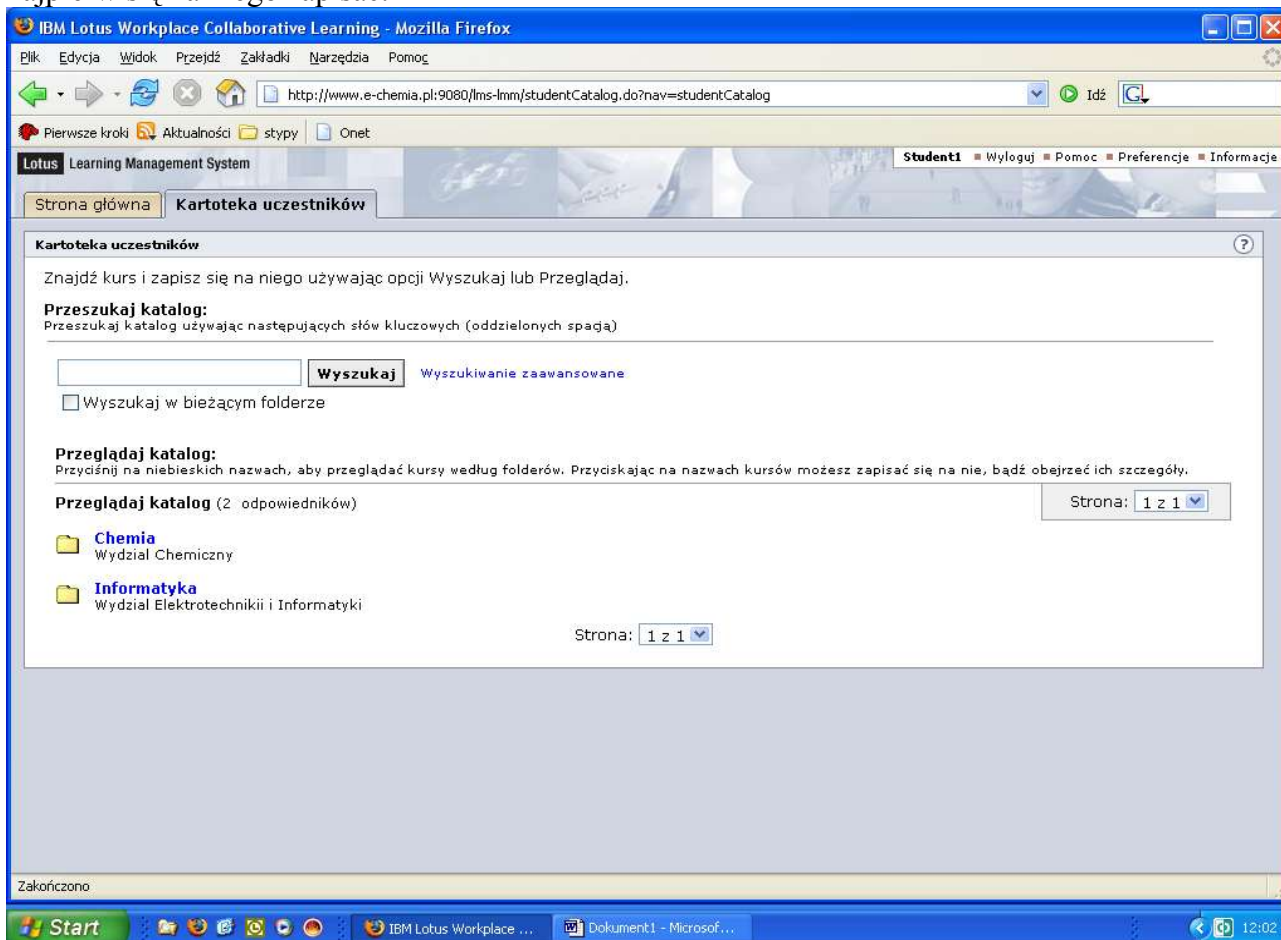 IBM Lotus Workplace Collaborative Learning - Mozilla Firefox
Plik Edycja Widok Przejdź Zakładki Narzędzia Pomoc
http://www.e-chemia.pl:9080/lms-lmm/studentCatalog.do?nav=studentCatalog Idź G
Pierwsze kroki Aktualności stypy Onet
Lotus Learning Management System
Student1 Wyloguj Pomoc Preferencje Informacje
Strona główna Kartoteka uczestników
Kartoteka uczestników ?
Znajdź kurs i zapisz się na niego używając opcji Wyszukaj lub Przeglądaj.
Przeszukaj katalog:
Przeszukaj katalog używając następujących słów kluczowych (oddzielonych spacją)
Wyszukaj Wyszukiwanie zaawansowane
Wyszukaj w bieżącym folderze
Przeglądaj katalog:
Przyciśnij na niebieskich nazwach, aby przeglądać kursy według folderów. Przyciskając na nazwach kursów możesz zapisać się na nie, bądź obejrzeć ich szczegóły.
Przeglądaj katalog (2 odpowiedników) Strona: 1 z 1
Chemia
Wydzial Chemiczny
Informatyka
Wydzial Elektrotechnikii i Informatyki
Strona: 1 z 1
Zakończono
Start IBM Lotus Workplace ... Dokument1 - Microsof... 12:02